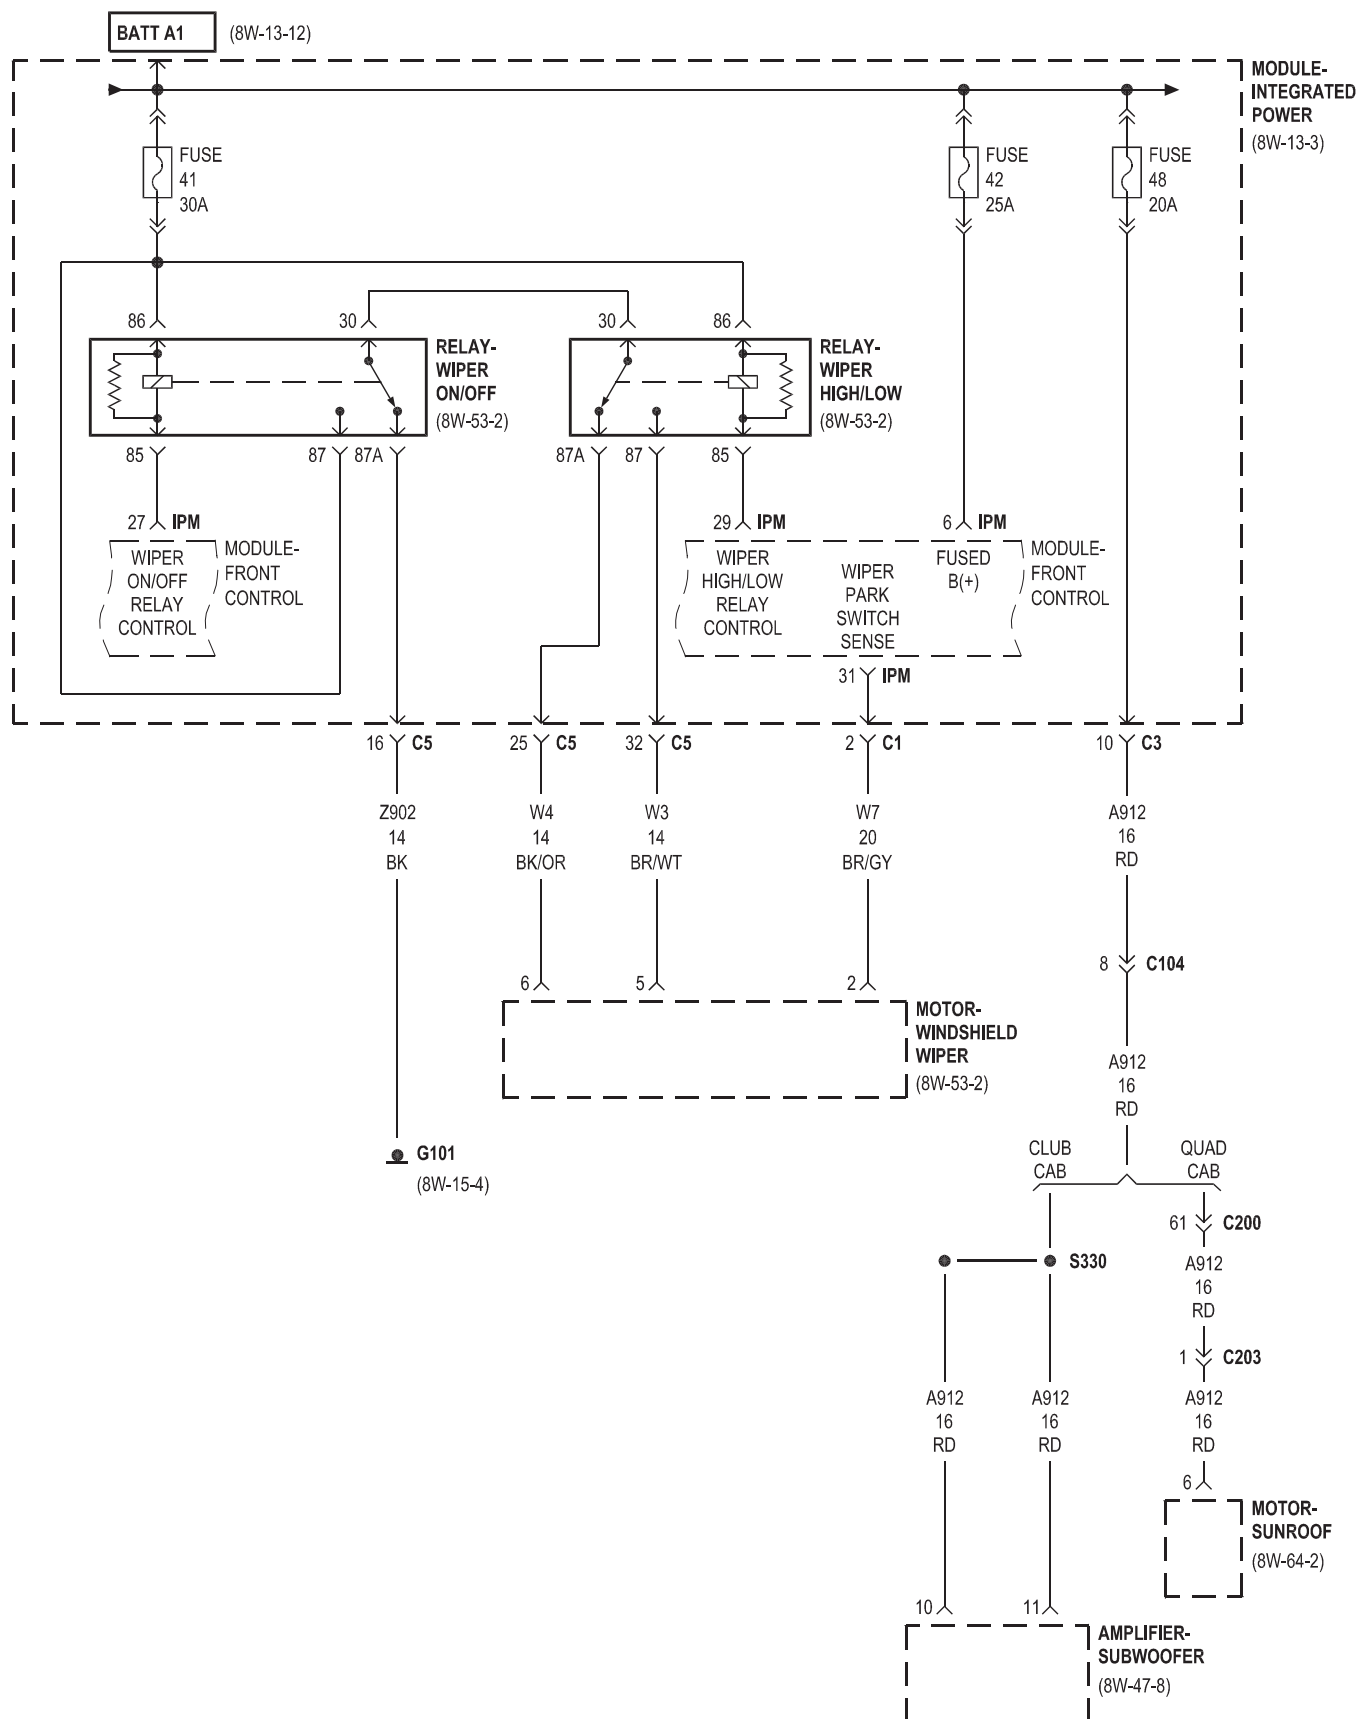 BATT A1 (8W-13-12)
MODULE-
INTEGRATED
POWER
(8W-13-3)
FUSE
41
30A
FUSE
42
25A
FUSE
48
20A
86
30
30
86
RELAY-
WIPER
ON/OFF
(8W-53-2)
RELAY-
WIPER
HIGH/LOW
(8W-53-2)
85
87
87A
87A
87
85
27 IPM
29 IPM
6 IPM
WIPER
ON/OFF
RELAY
CONTROL
MODULE-
FRONT
CONTROL
WIPER
HIGH/LOW
RELAY
CONTROL
WIPER
PARK
SWITCH
SENSE
FUSED
B(+)
MODULE-
FRONT
CONTROL
31 IPM
16 C5
25 C5
32 C5
2 C1
10 C3
Z902
14
BK
W4
14
BK/OR
W3
14
BR/WT
W7
20
BR/GY
A912
16
RD
8 C104
6
5
2
MOTOR-
WINDSHIELD
WIPER
(8W-53-2)
A912
16
RD
G101
(8W-15-4)
CLUB
CAB
QUAD
CAB
61 C200
S330
A912
16
RD
1 C203
A912
16
RD
A912
16
RD
A912
16
RD
6
MOTOR-
SUNROOF
(8W-64-2)
10
11
AMPLIFIER-
SUBWOOFER
(8W-47-8)